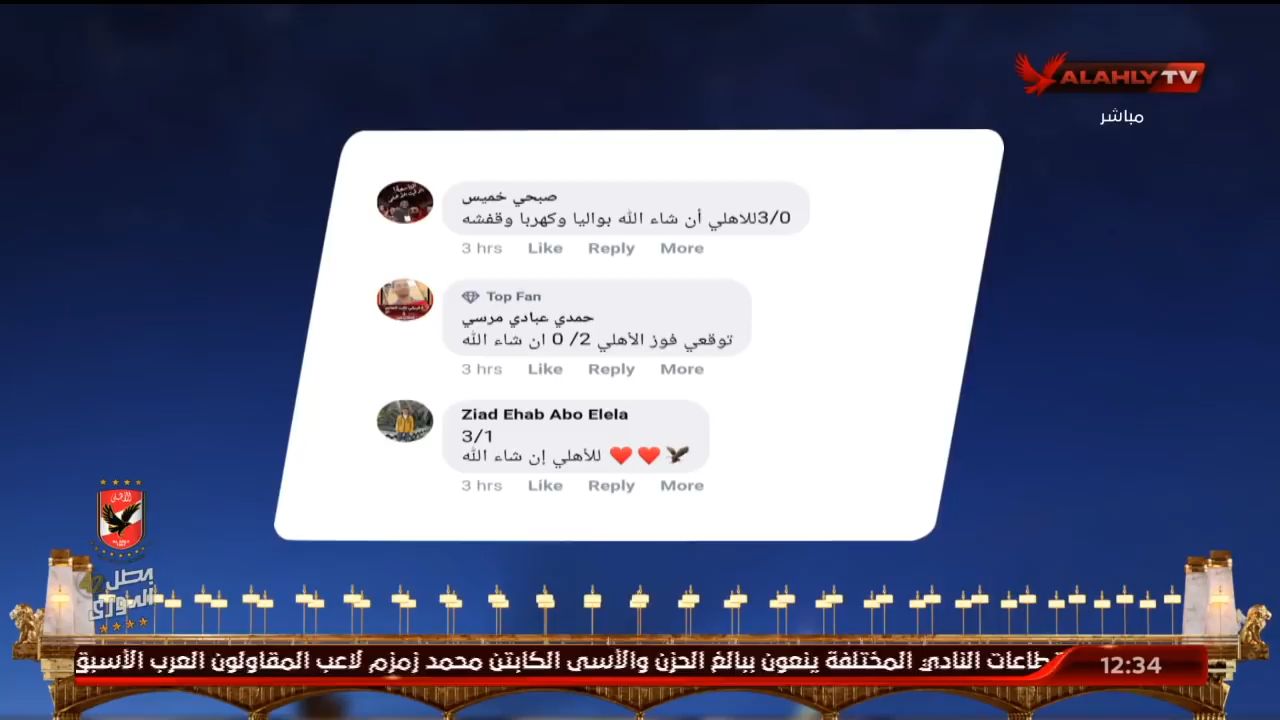 ALAHLY TV
مباشر
صبحي خميس
3/0للاهلي أن شاء الله بواليا وكهربا وقفشه
3 hrs Like Reply More
Top Fan
حمدي عبادي مرسي
توقعي فوز الأهلي 2/ 0 ان شاء الله
3 hrs Like Reply More
Ziad Ehab Abo Elela
3/1
للأهلي إن شاء الله ❤️ ❤️ 🦅
3 hrs Like Reply More
الأهلي
بطل
الدوري
طاعات النادي المختلفة ينعون ببالغ الحزن والأسى الكابتن محمد زمزم لاعب المقاولون العرب الأسبق
12:34